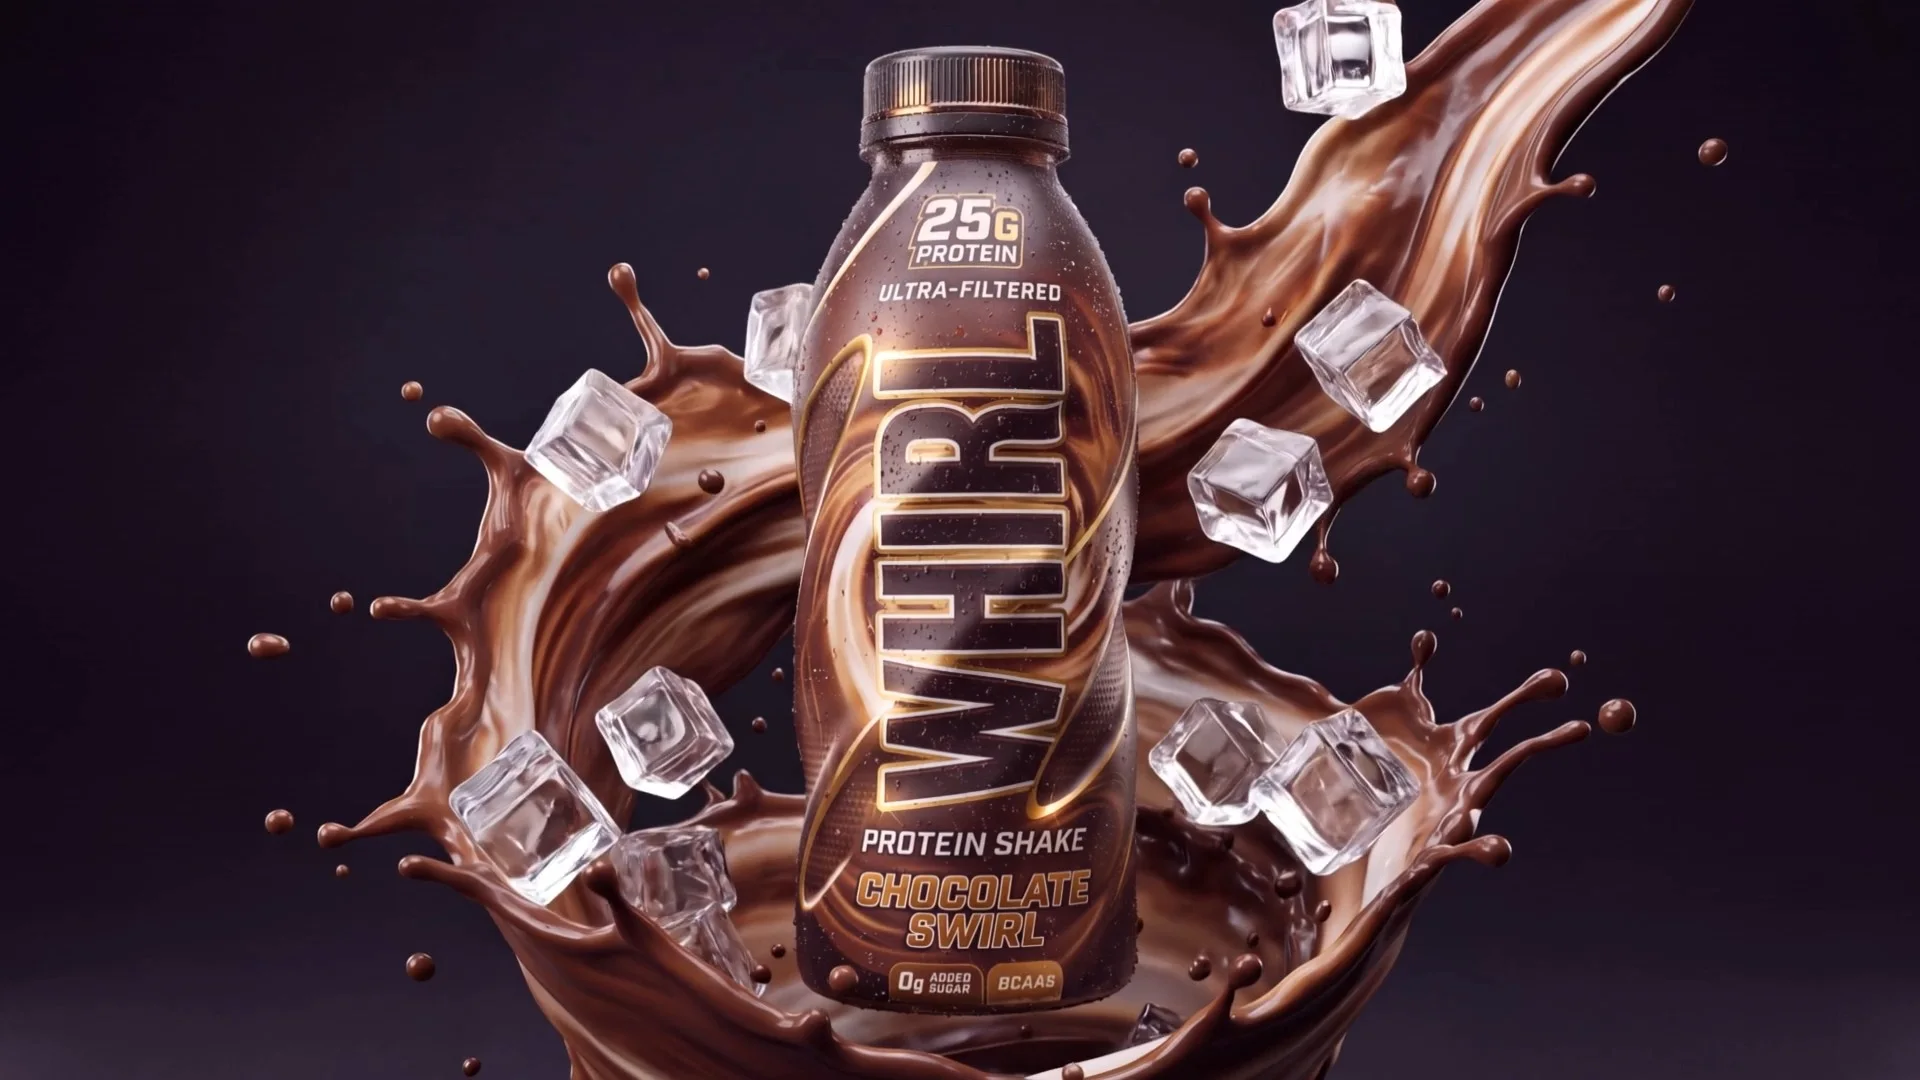 25G
PROTEIN
ULTRA-FILTERED
WHIRL
PROTEIN SHAKE
CHOCOLATE
SWIRL
0g ADDED
SUGAR
BCAAS